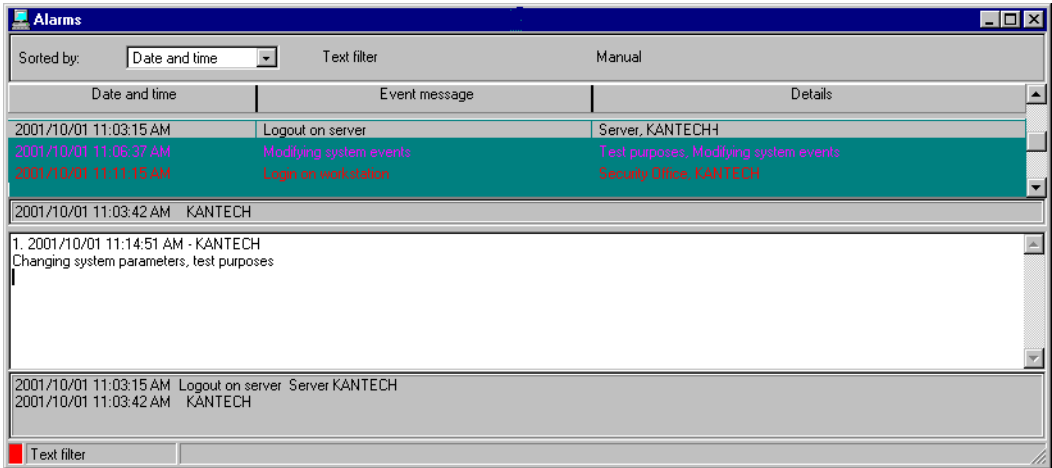 Alarms
Sorted by: Date and time Text filter Manual
Date and time Event message Details
2001/10/01 11:03:15 AM Logout on server Server, KANTECHH
2001/10/01 11:06:37 AM Modifying system events Test purposes, Modifying system events
2001/10/01 11:11:15 AM Login on workstation Security Office, KANTECH
2001/10/01 11:03:42 AM KANTECH
1. 2001/10/01 11:14:51 AM - KANTECH
Changing system parameters, test purposes
2001/10/01 11:03:15 AM Logout on server Server KANTECH
2001/10/01 11:03:42 AM KANTECH
Text filter